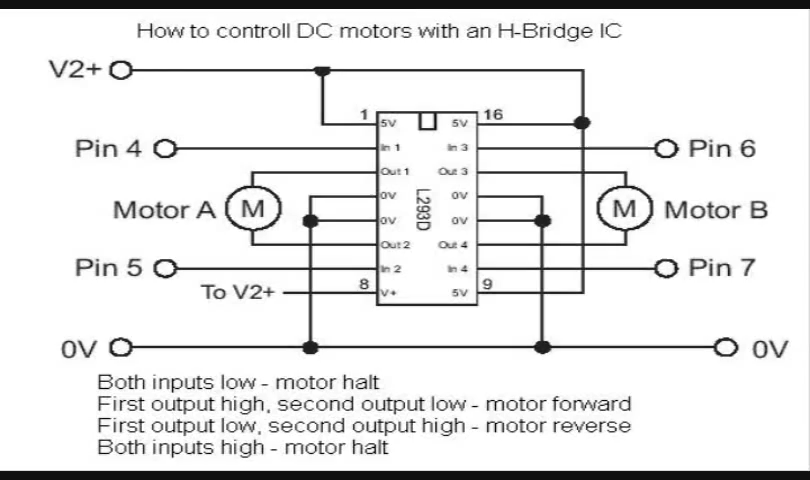 How to controll DC motors with an H-Bridge IC
V2+
1
16
5V
5V
Pin 4
In 1
In 3
Pin 6
Out 1
Out 3
Motor A
M
0V
0V
M
Motor B
L293D
0V
0V
Out 2
Out 4
Pin 5
In 2
In 4
Pin 7
To V2+
8
9
V+
5V
0V
0V
Both inputs low - motor halt
First output high, second output low - motor forward
First output low, second output high - motor reverse
Both inputs high - motor halt